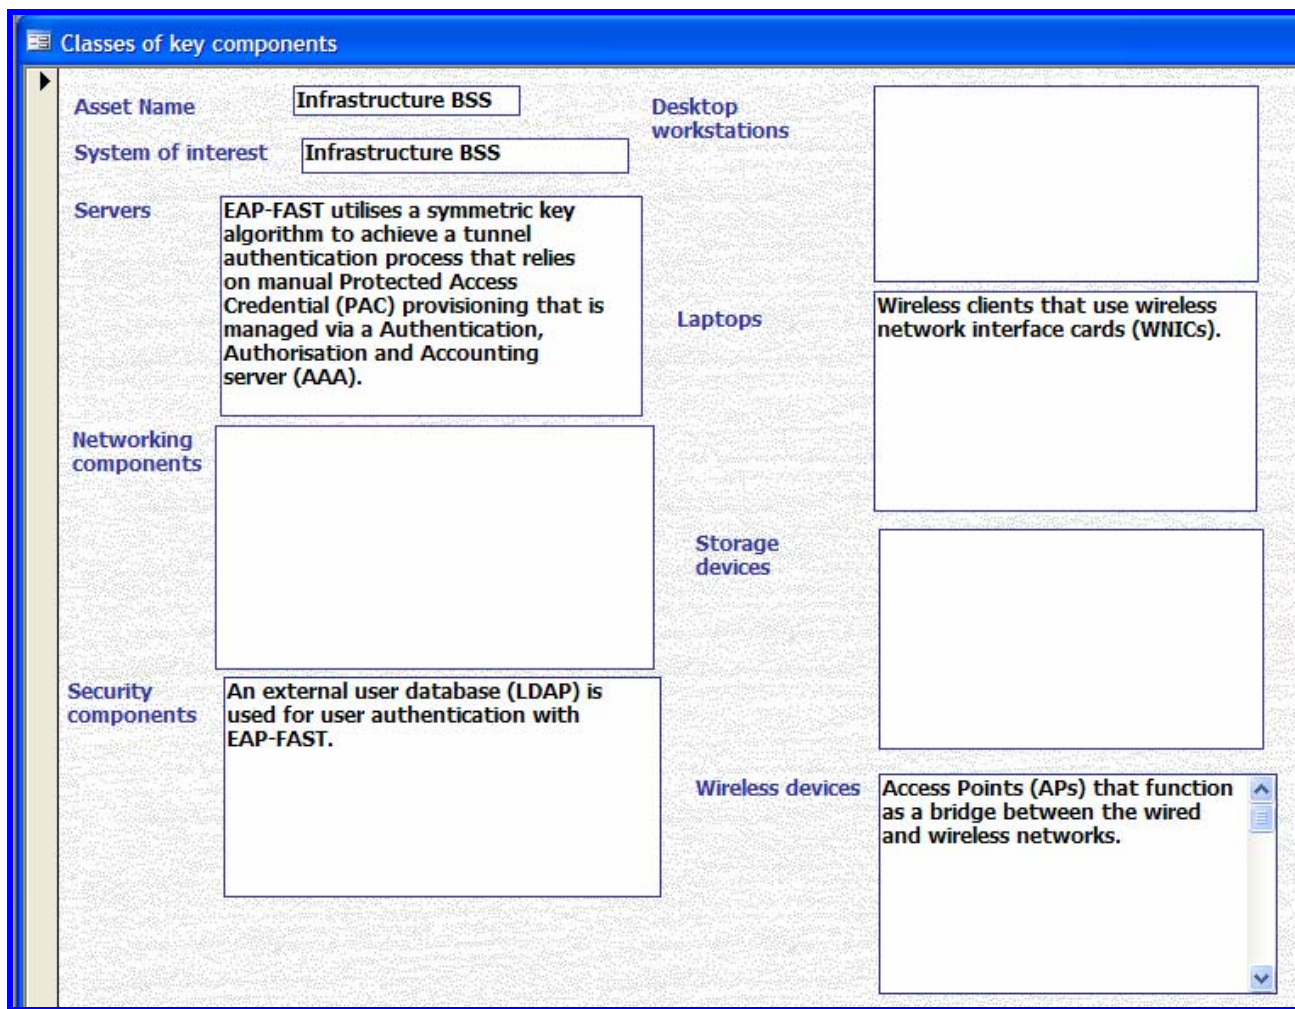 Classes of key components
Asset Name
Infrastructure BSS
System of interest
Infrastructure BSS
Servers
EAP-FAST utilises a symmetric key
algorithm to achieve a tunnel
authentication process that relies
on manual Protected Access
Credential (PAC) provisioning that is
managed via a Authentication,
Authorisation and Accounting
server (AAA).
Networking
components
Security
components
An external user database (LDAP) is
used for user authentication with
EAP-FAST.
Desktop
workstations
Laptops
Wireless clients that use wireless
network interface cards (WNICs).
Storage
devices
Wireless devices
Access Points (APs) that function
as a bridge between the wired
and wireless networks.